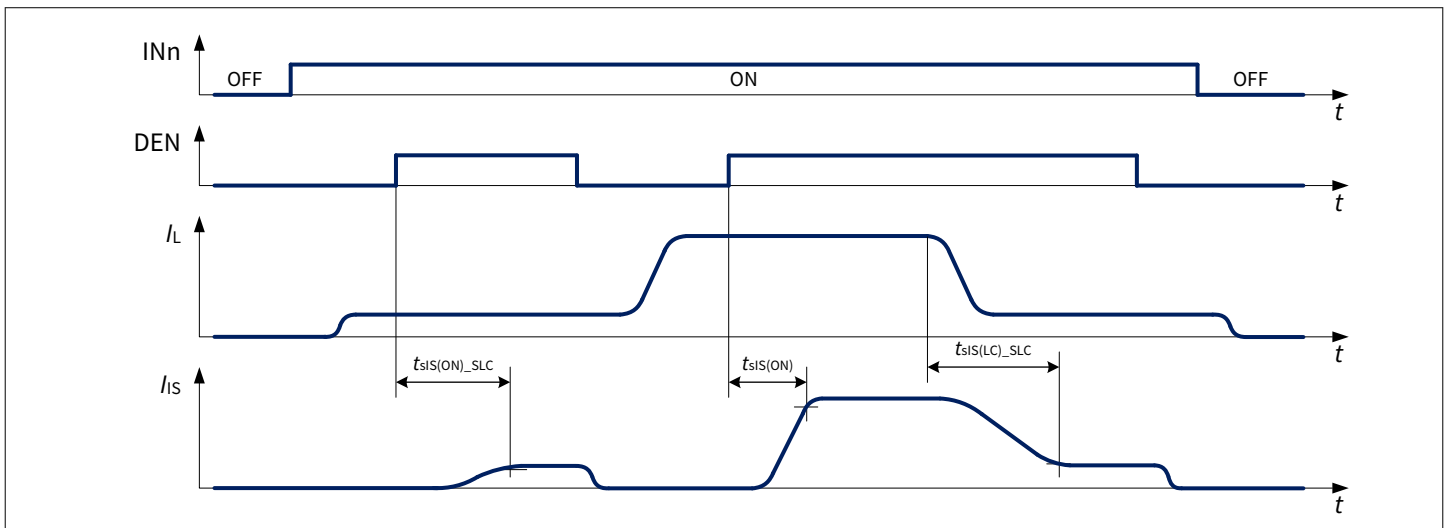 INn
OFF ON OFF
t
DEN
t
IL
t
tsIS(ON)_SLC tsIS(ON) tsIS(LC)_SLC
IIS
t